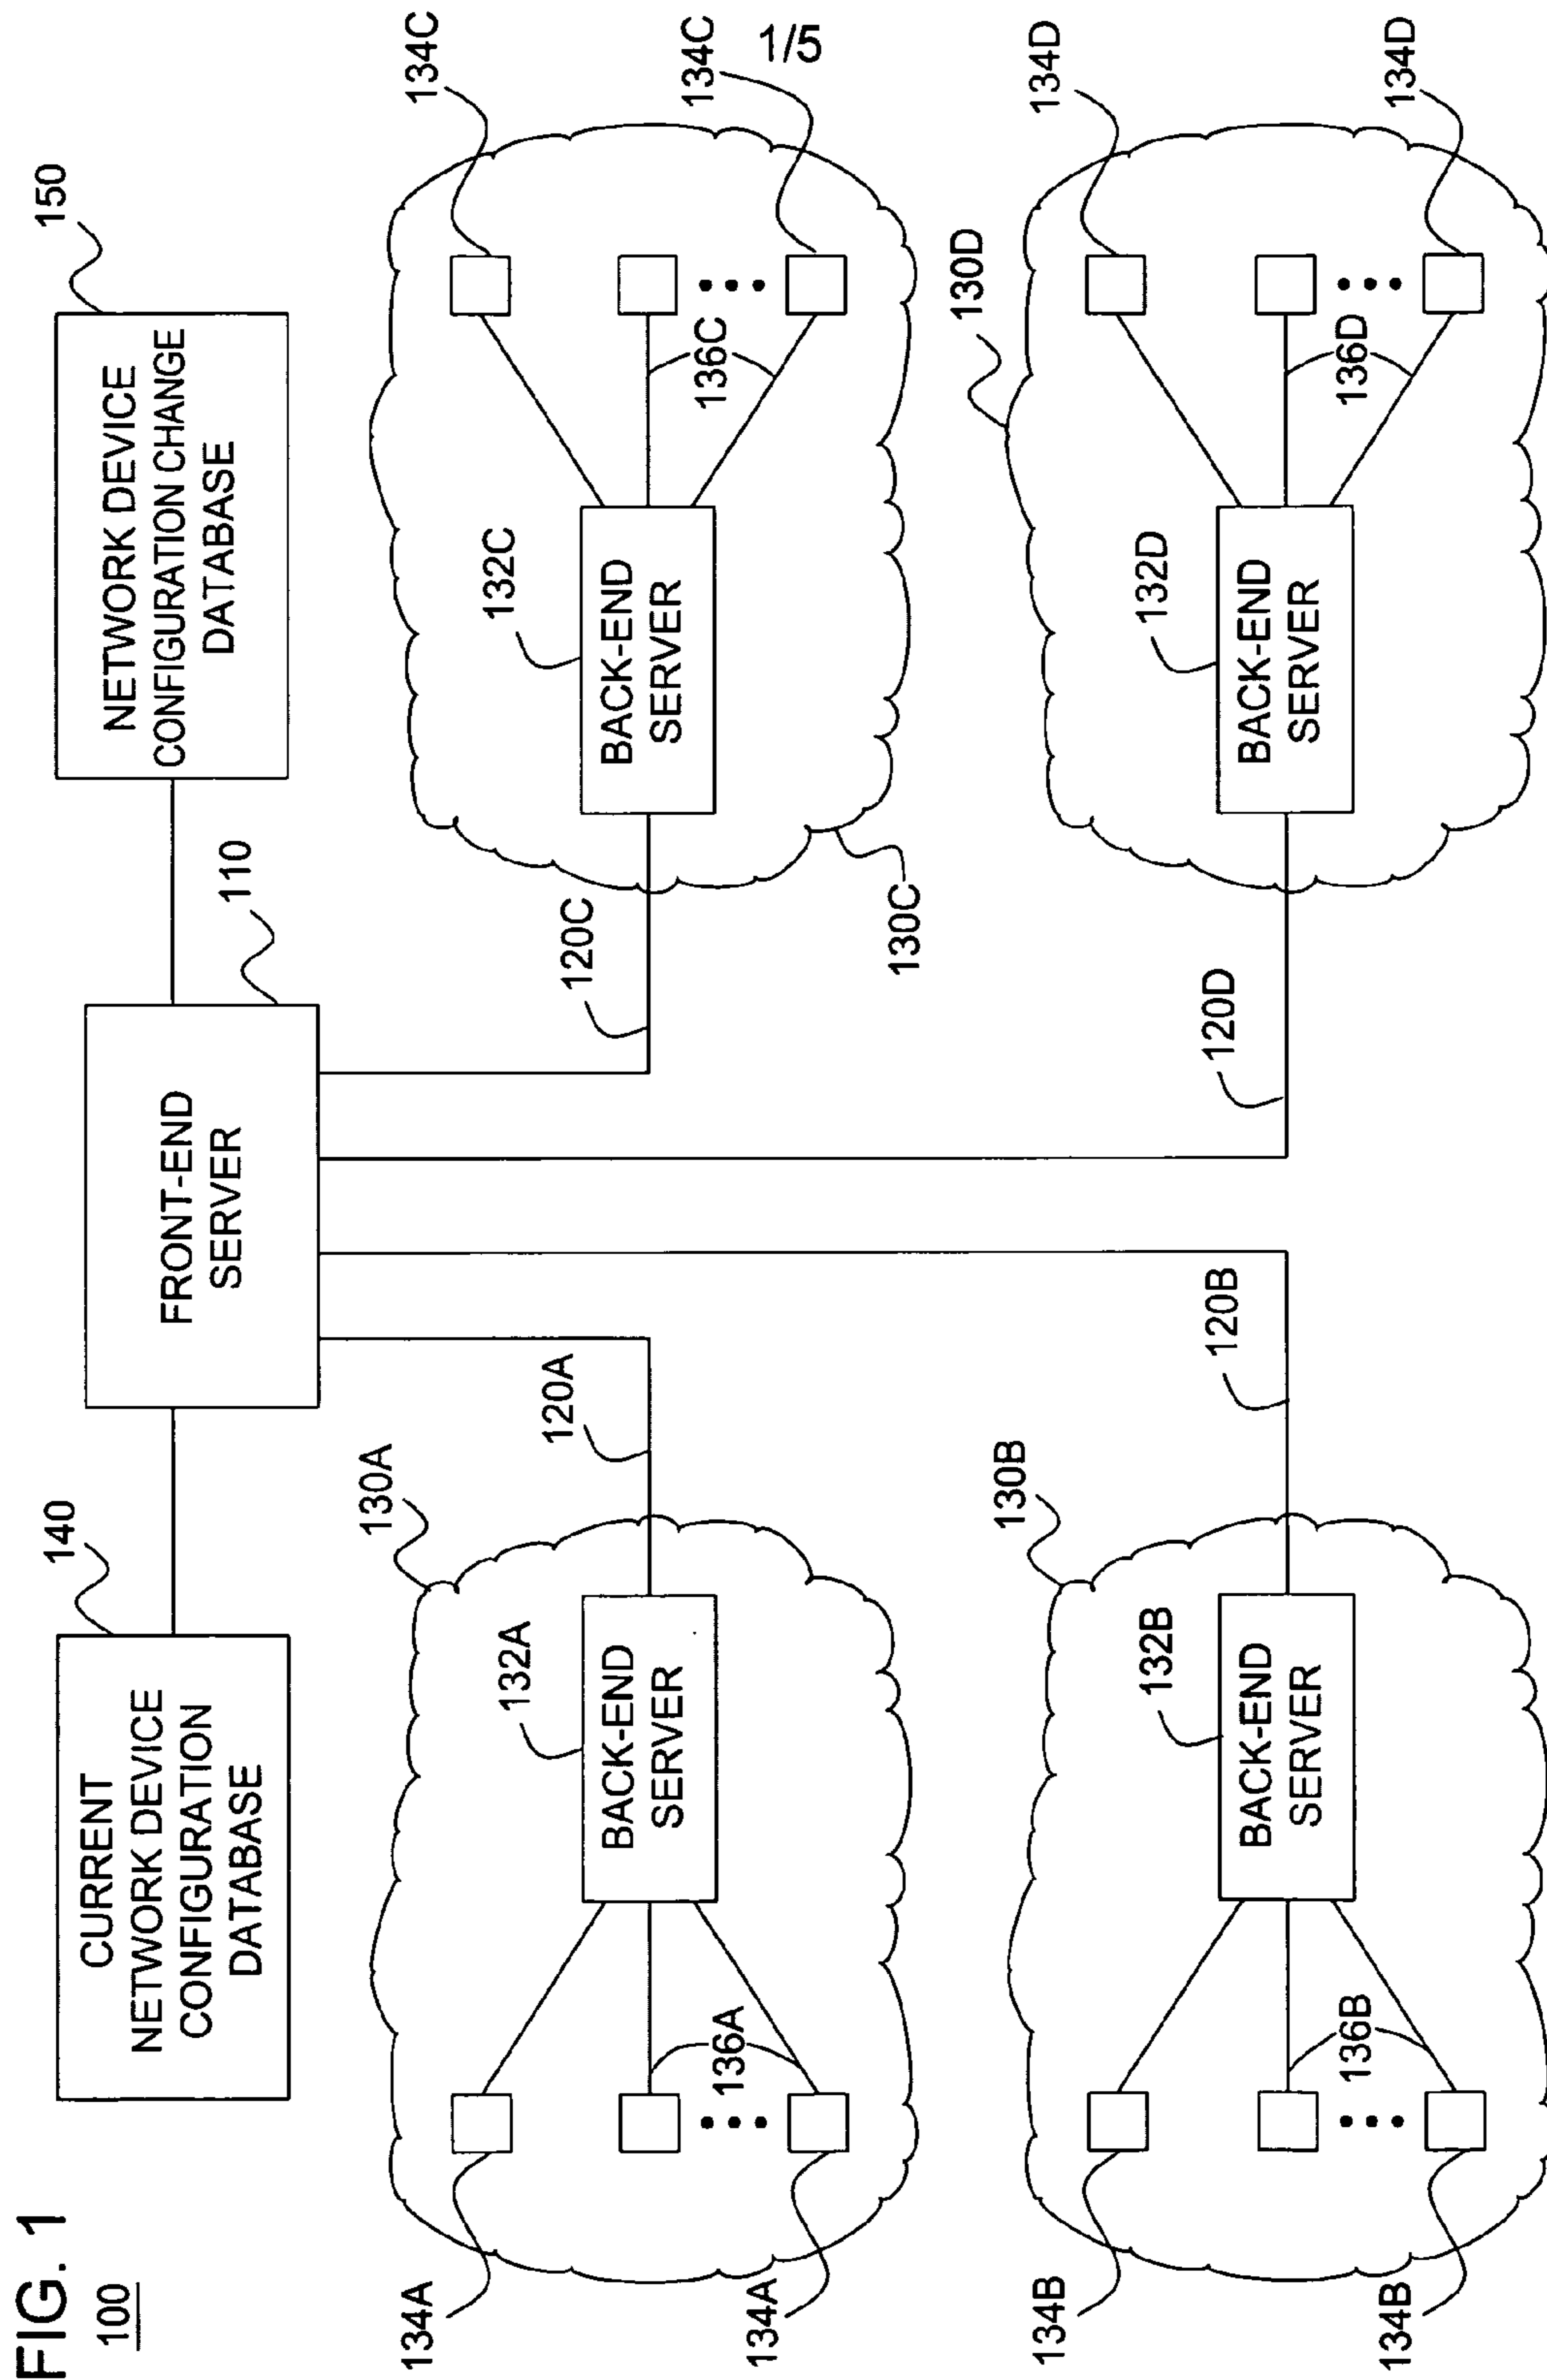 FIG. 1
100
1/5
CURRENT
NETWORK DEVICE
CONFIGURATION
DATABASE
140
FRONT-END
SERVER
110
NETWORK DEVICE
CONFIGURATION CHANGE
DATABASE
150
130A
120A
132A
BACK-END
SERVER
136A
134A
134A
120C
130C
132C
BACK-END
SERVER
136C
134C
134C
130B
120B
132B
BACK-END
SERVER
136B
134B
134B
120D
130D
132D
BACK-END
SERVER
136D
134D
134D